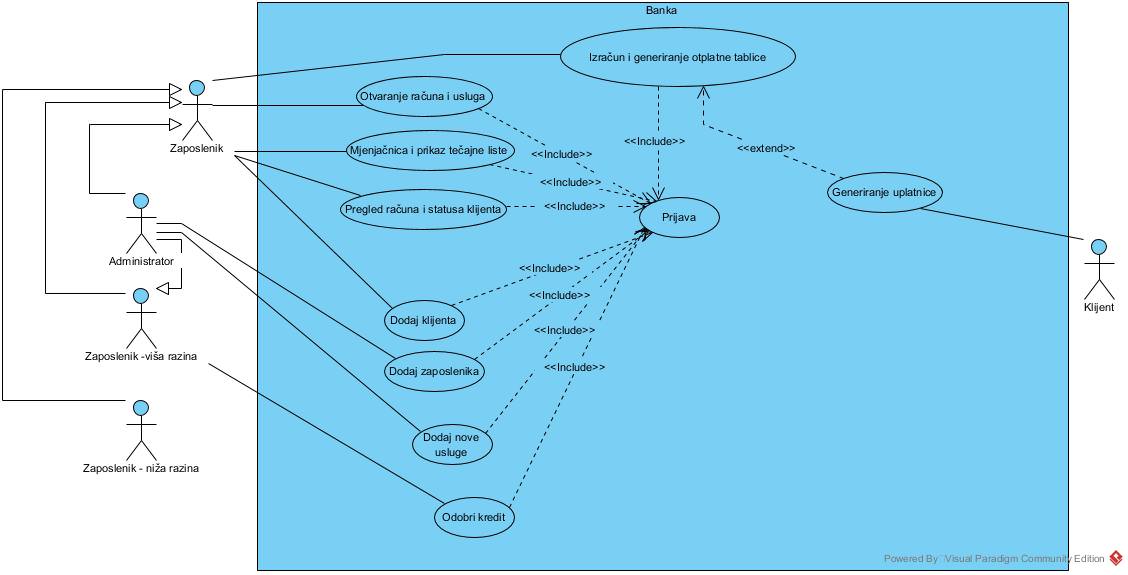 Banka
Izračun i generiranje otplatne tablice
Otvaranje računa i usluga
Zaposlenik
Mjenjačnica i prikaz tečajne liste
<<Include>>
<<Include>>
<<extend>>
<<Include>>
Generiranje uplatnice
Pregled računa i statusa klijenta
<<Include>>
Prijava
Administrator
<<Include>>
Klijent
<<Include>>
Dodaj klijenta
<<Include>>
Zaposlenik -viša razina
Dodaj zaposlenika
<<Include>>
Dodaj nove
usluge
Zaposlenik - niža razina
Odobri kredit
Powered By Visual Paradigm Community Edition